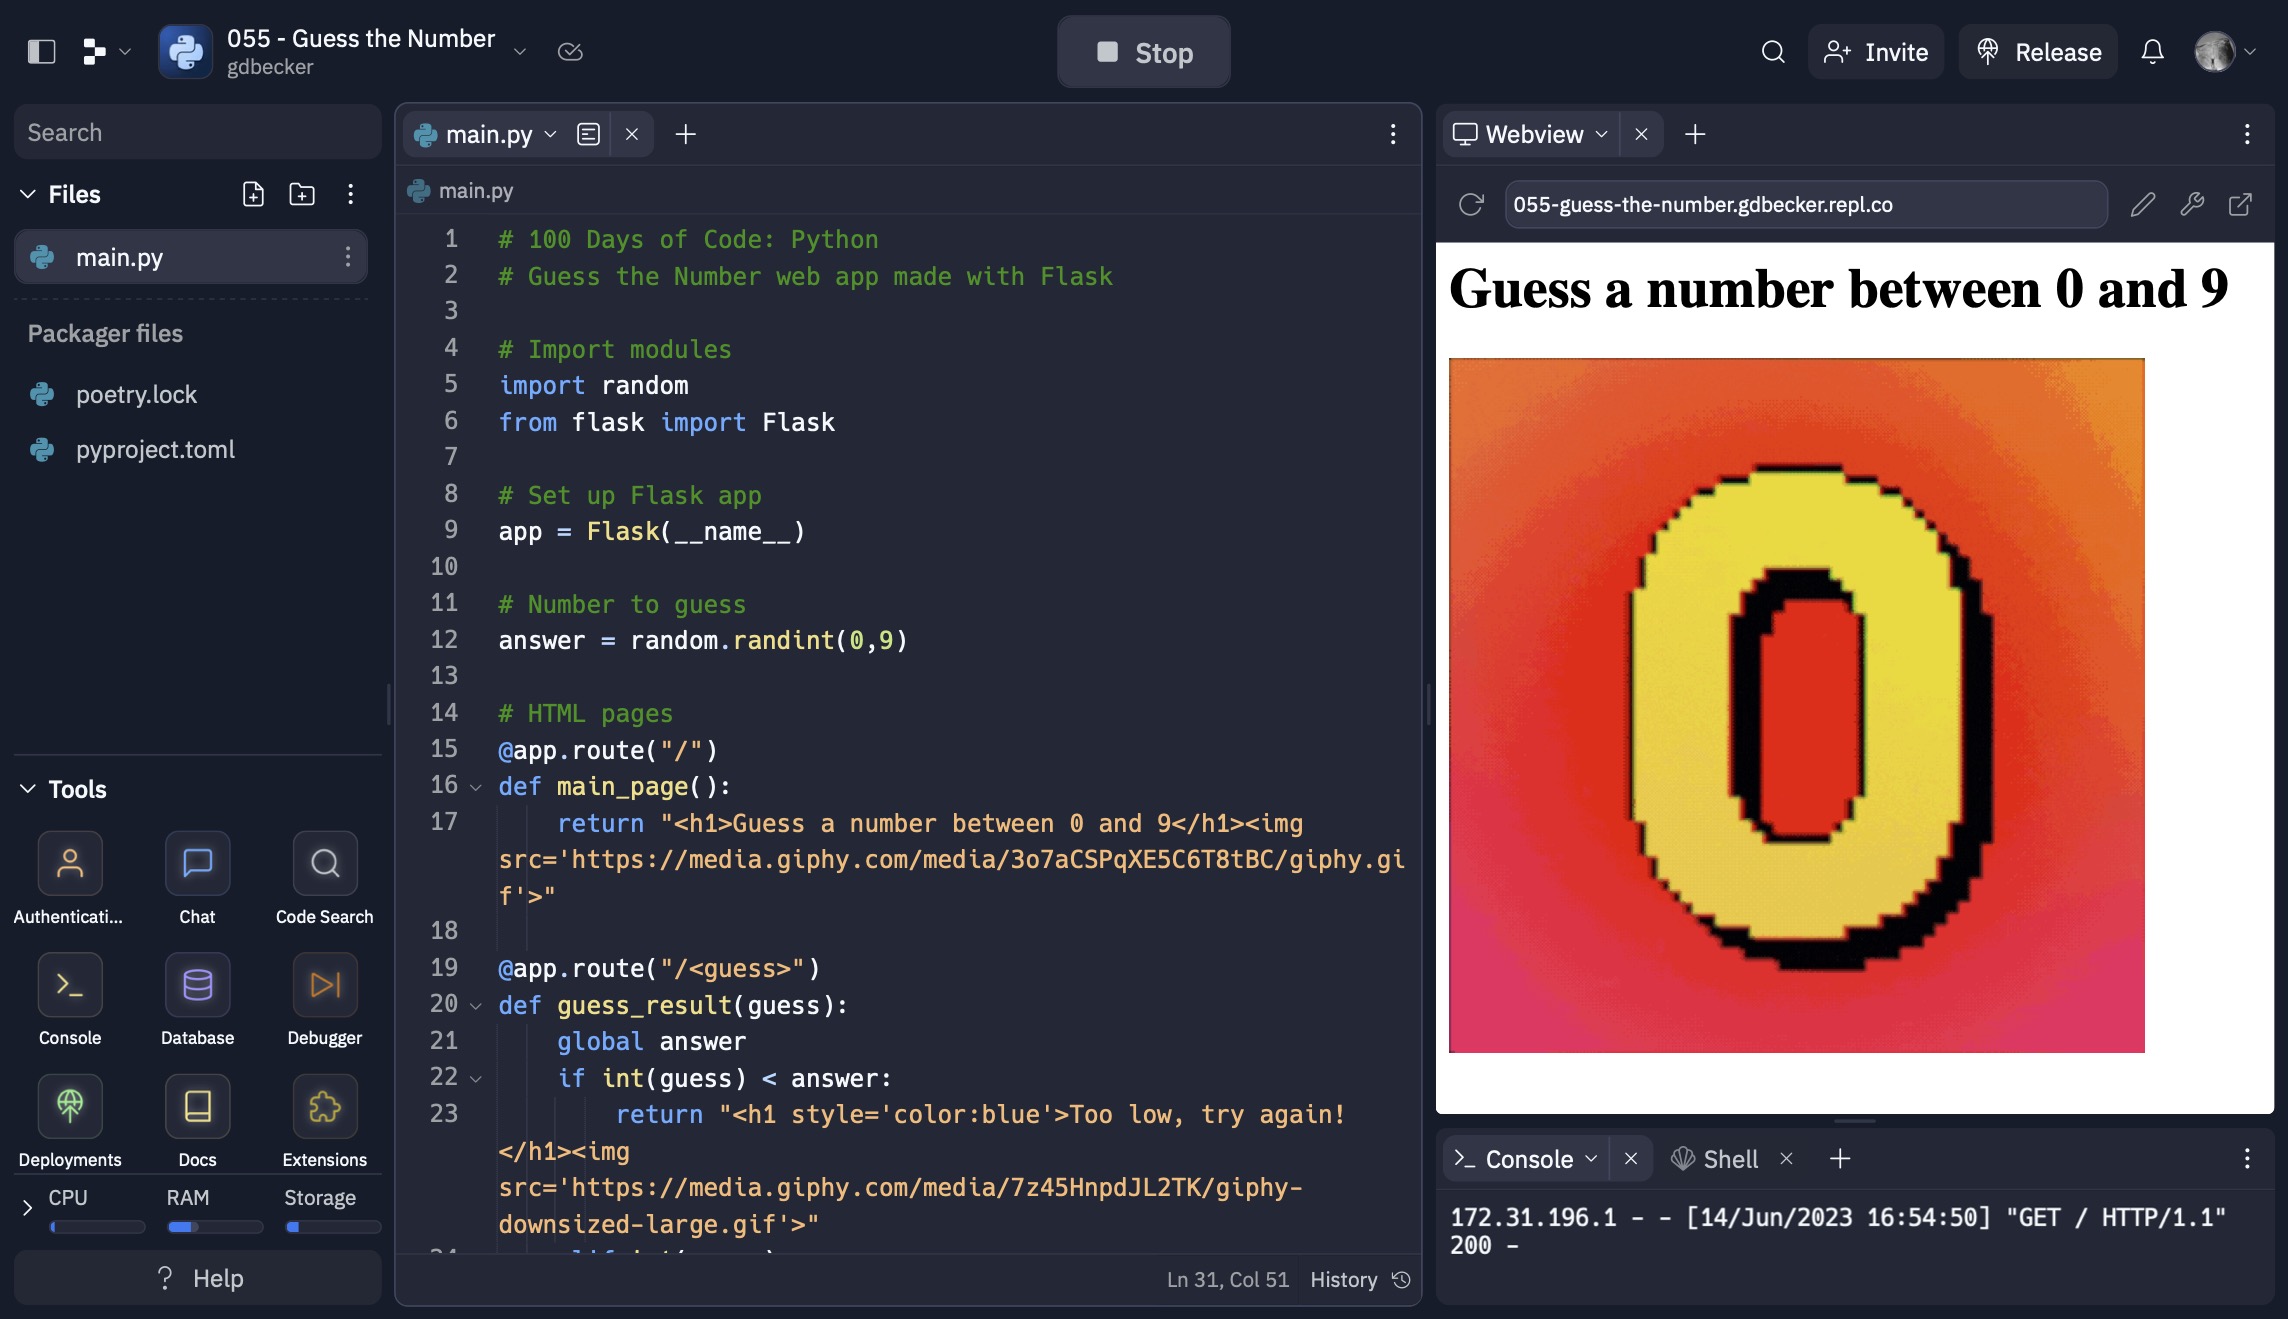 055 - Guess the Number
gdbecker
Stop
Invite
Release
Search
Files
main.py
Packager files
poetry.lock
pyproject.toml
Tools
Authenticati...
Chat
Code Search
Console
Database
Debugger
Deployments
Docs
Extensions
CPU
RAM
Storage
? Help
main.py
main.py
1 # 100 Days of Code: Python
2 # Guess the Number web app made with Flask
3
4 # Import modules
5 import random
6 from flask import Flask
7
8 # Set up Flask app
9 app = Flask(__name__)
10
11 # Number to guess
12 answer = random.randint(0,9)
13
14 # HTML pages
15 @app.route("/")
16 def main_page():
17 return "<h1>Guess a number between 0 and 9</h1><img
src='https://media.giphy.com/media/3o7aCSPqXE5C6T8tBC/giphy.gi
f'>"
18
19 @app.route("/<guess>")
20 def guess_result(guess):
21 global answer
22 if int(guess) < answer:
23 return "<h1 style='color:blue'>Too low, try again!
</h1><img
src='https://media.giphy.com/media/7z45HnpdJL2TK/giphy-
downsized-large.gif'>"
Ln 31, Col 51
History
Webview
055-guess-the-number.gdbecker.repl.co
Guess a number between 0 and 9
0
Console
Shell
172.31.196.1 - - [14/Jun/2023 16:54:50] "GET / HTTP/1.1"
200 -